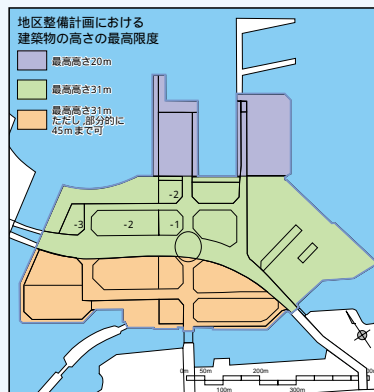 地区整備計画における
建築物の高さの最高限度
最高高さ20m
最高高さ31m
最高高さ31m
ただし、部分的に
45mまで可
-2
-3
-2
-1
0m 50m 200m
100m 300m